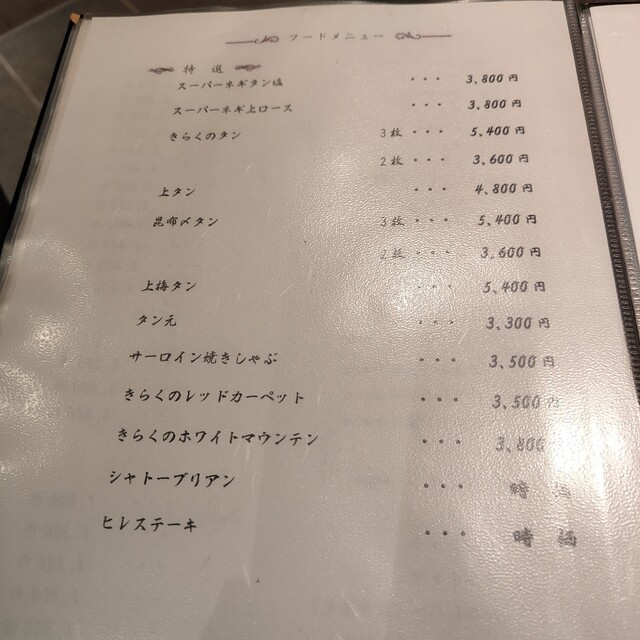 フードメニュー
特選
スーパーネギタン塩 ・・・ 3,800円
スーパーネギ上ロース ・・・ 3,800円
きらくのタン 3枚 ・・・ 5,400円
2枚 ・・・ 3,600円
上タン ・・・ 4,800円
昆布〆タン 3枚 ・・・ 5,400円
2枚 ・・・ 3,600円
上梅タン ・・・ 5,400円
タン元 ・・・ 3,300円
サーロイン焼きしゃぶ ・・・ 3,500円
きらくのレッドカーペット ・・・ 3,500円
きらくのホワイトマウンテン ・・・ 3,800円
シャトーブリアン ・・・ 時価
ヒレステーキ ・・・ 時価